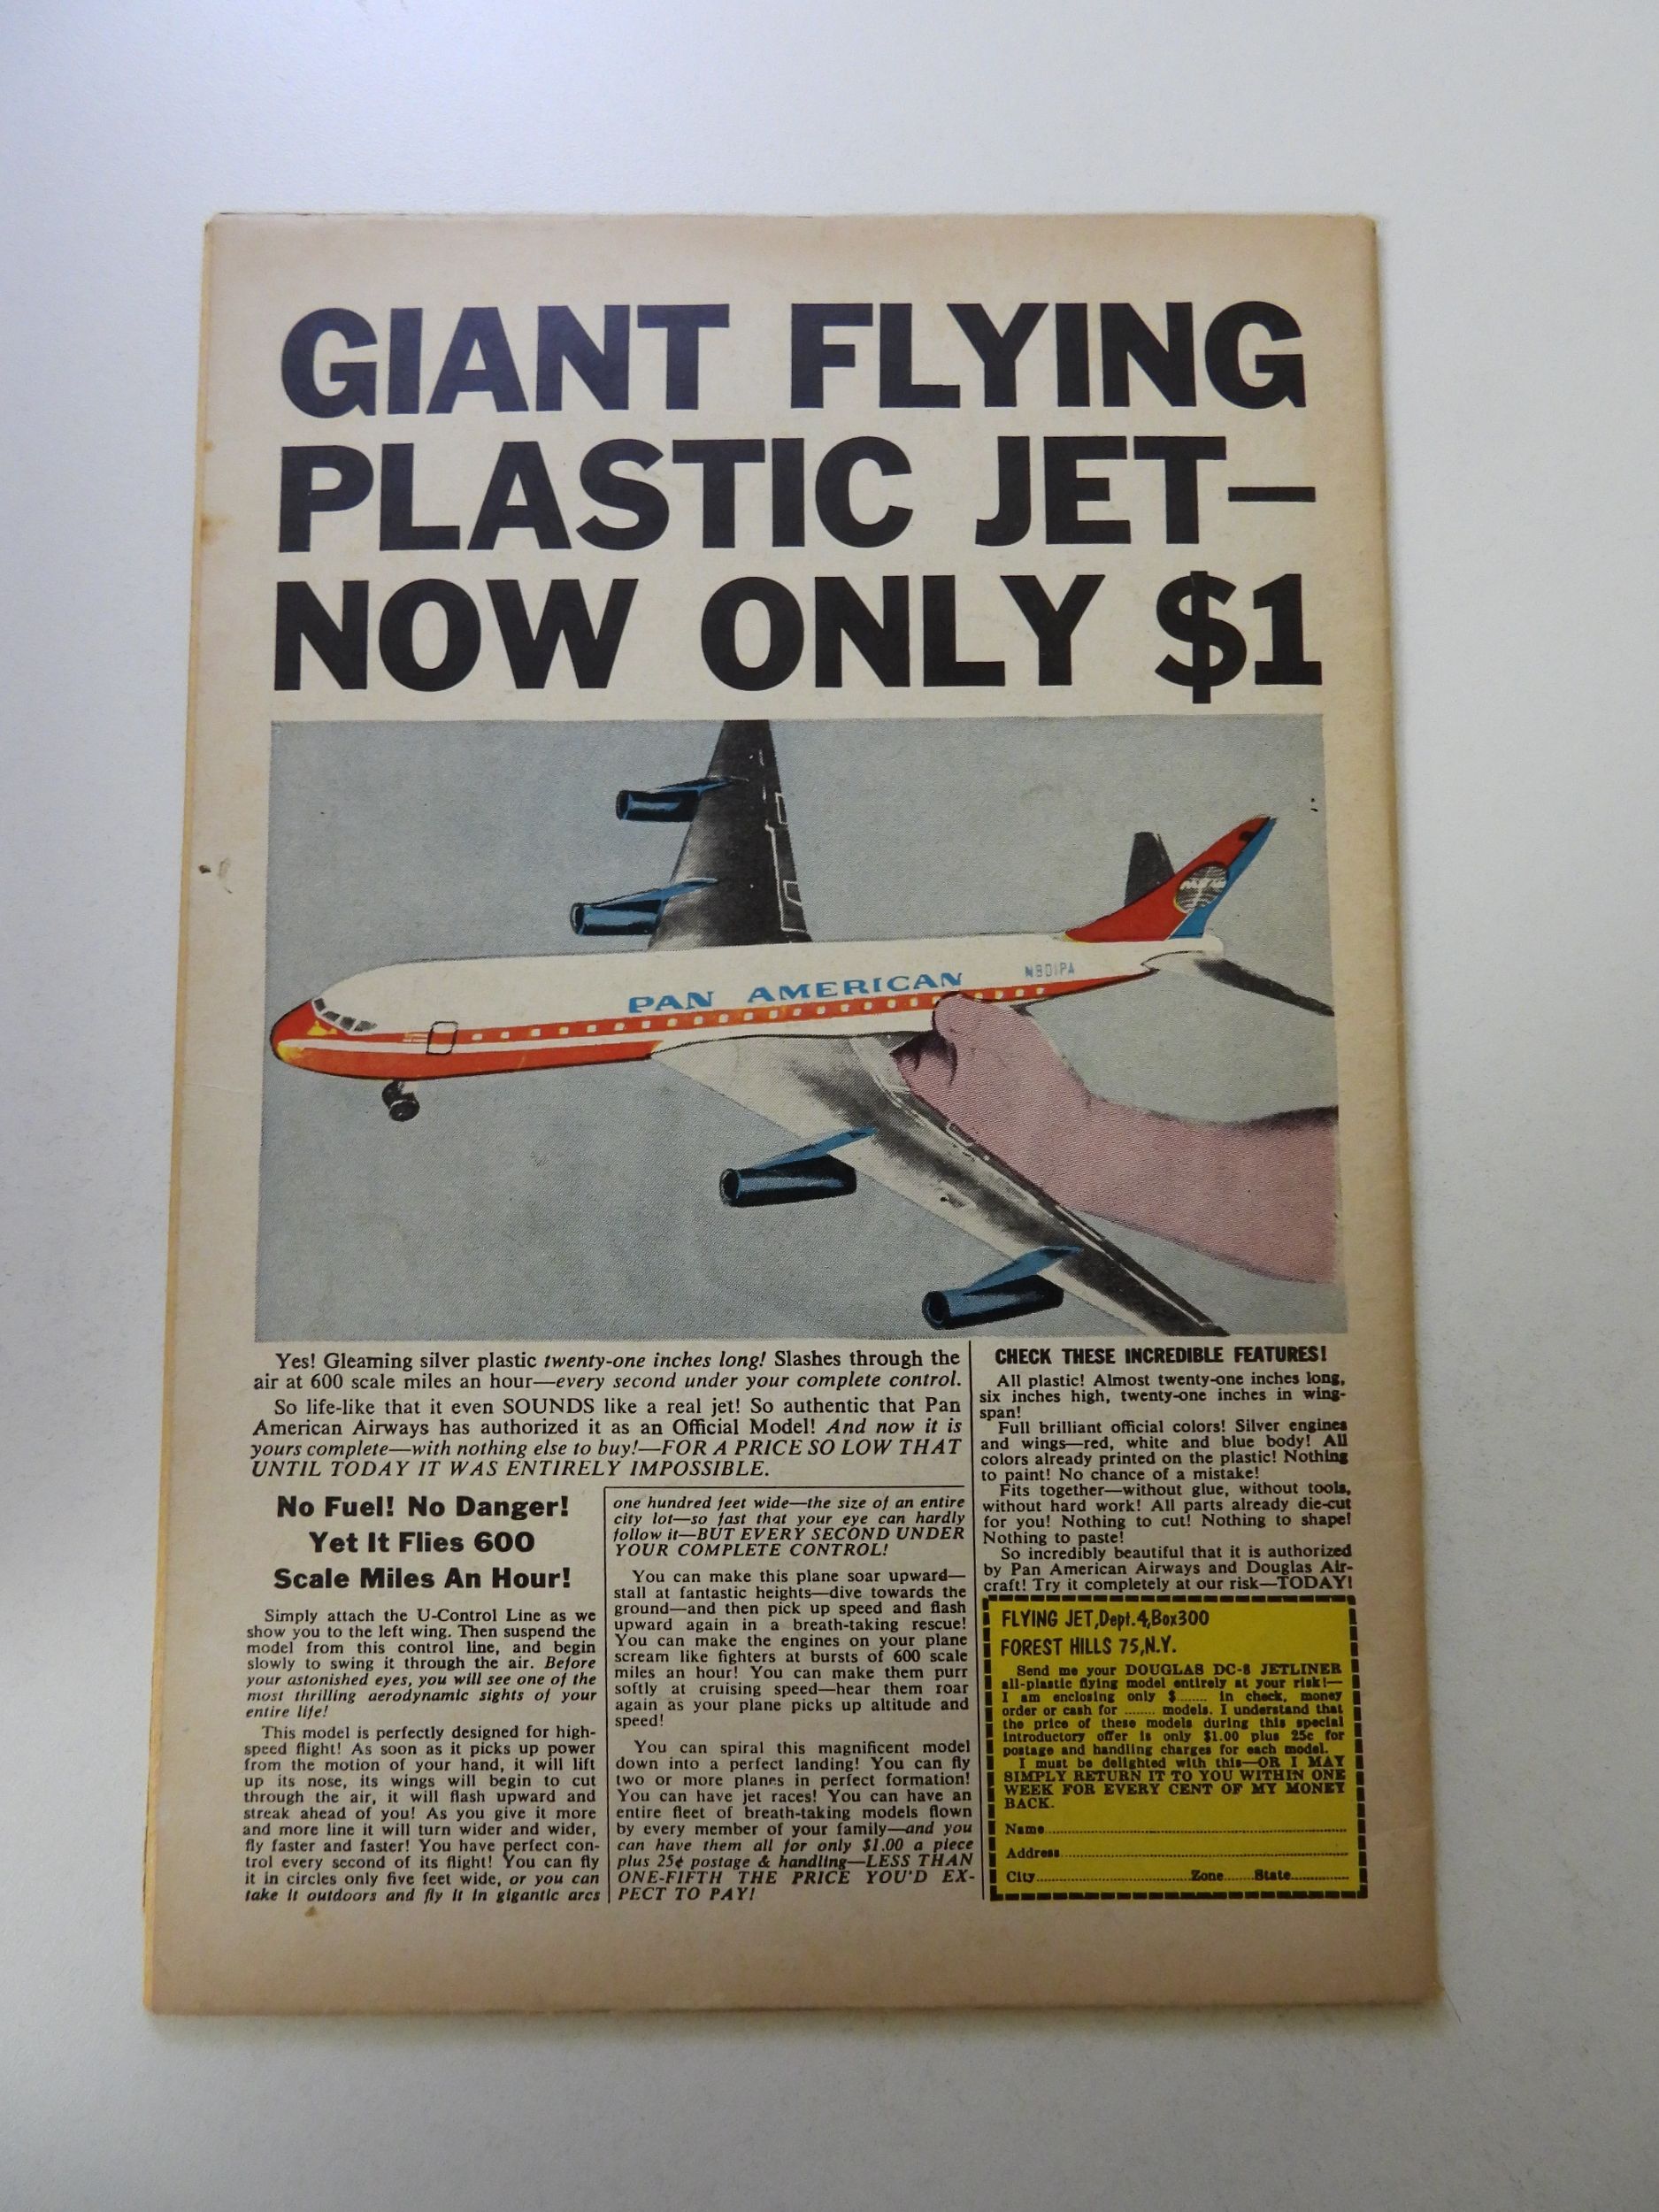 GIANT FLYING
PLASTIC JET—
NOW ONLY $1
PAN AMERICAN
N801PA
Yes! Gleaming silver plastic twenty-one inches long! Slashes through the
air at 600 scale miles an hour—every second under your complete control.
So life-like that it even SOUNDS like a real jet! So authentic that Pan
American Airways has authorized it as an Official Model! And now it is
yours complete—with nothing else to buy!—FOR A PRICE SO LOW THAT
UNTIL TODAY IT WAS ENTIRELY IMPOSSIBLE.
No Fuel! No Danger!
Yet It Flies 600
Scale Miles An Hour!
Simply attach the U-Control Line as we
show you to the left wing. Then suspend the
model from this control line, and begin
slowly to swing it through the air. Before
your astonished eyes, you will see one of the
most thrilling aerodynamic sights of your
entire life!
This model is perfectly designed for high-
speed flight! As soon as it picks up power
from the motion of your hand, it will lift
up its nose, its wings will begin to cut
through the air, it will flash upward and
streak ahead of you! As you give it more
and more line it will turn wider and wider,
fly faster and faster! You have perfect con-
trol every second of its flight! You can fly
it in circles only five feet wide, or you can
take it outdoors and fly it in gigantic arcs
one hundred feet wide—the size of an entire
city lot—so fast that your eye can hardly
follow it—BUT EVERY SECOND UNDER
YOUR COMPLETE CONTROL!
You can make this plane soar upward—
stall at fantastic heights—dive towards the
ground—and then pick up speed and flash
upward again in a breath-taking rescue!
You can make the engines on your plane
scream like fighters at bursts of 600 scale
miles an hour! You can make them purr
softly at cruising speed—hear them roar
again as your plane picks up altitude and
speed!
You can spiral this magnificent model
down into a perfect landing! You can fly
two or more planes in perfect formation!
You can have jet races! You can have an
entire fleet of breath-taking models flown
by every member of your family—and you
can have them all for only $1.00 a piece
plus 25¢ postage & handling—LESS THAN
ONE-FIFTH THE PRICE YOU'D EX-
PECT TO PAY!
CHECK THESE INCREDIBLE FEATURES!
All plastic! Almost twenty-one inches long,
six inches high, twenty-one inches in wing-
span!
Full brilliant official colors! Silver engines
and wings—red, white and blue body! All
colors already printed on the plastic! Nothing
to paint! No chance of a mistake!
Fits together—without glue, without tools,
without hard work! All parts already die-cut
for you! Nothing to cut! Nothing to shape!
Nothing to paste!
So incredibly beautiful that it is authorized
by Pan American Airways and Douglas Air-
craft! Try it completely at our risk—TODAY!
FLYING JET, Dept. 4, Box 300
FOREST HILLS 75, N.Y.
Send me your DOUGLAS DC-8 JETLINER
all-plastic flying model entirely at your risk!—
I am enclosing only $........ in check, money
order or cash for ........ models. I understand that
the price of these models during this special
introductory offer is only $1.00 plus 25c for
postage and handling charges for each model.
I must be delighted with this—OR I MAY
SIMPLY RETURN IT TO YOU WITHIN ONE
WEEK FOR EVERY CENT OF MY MONEY
BACK.
Name
Address
City Zone State